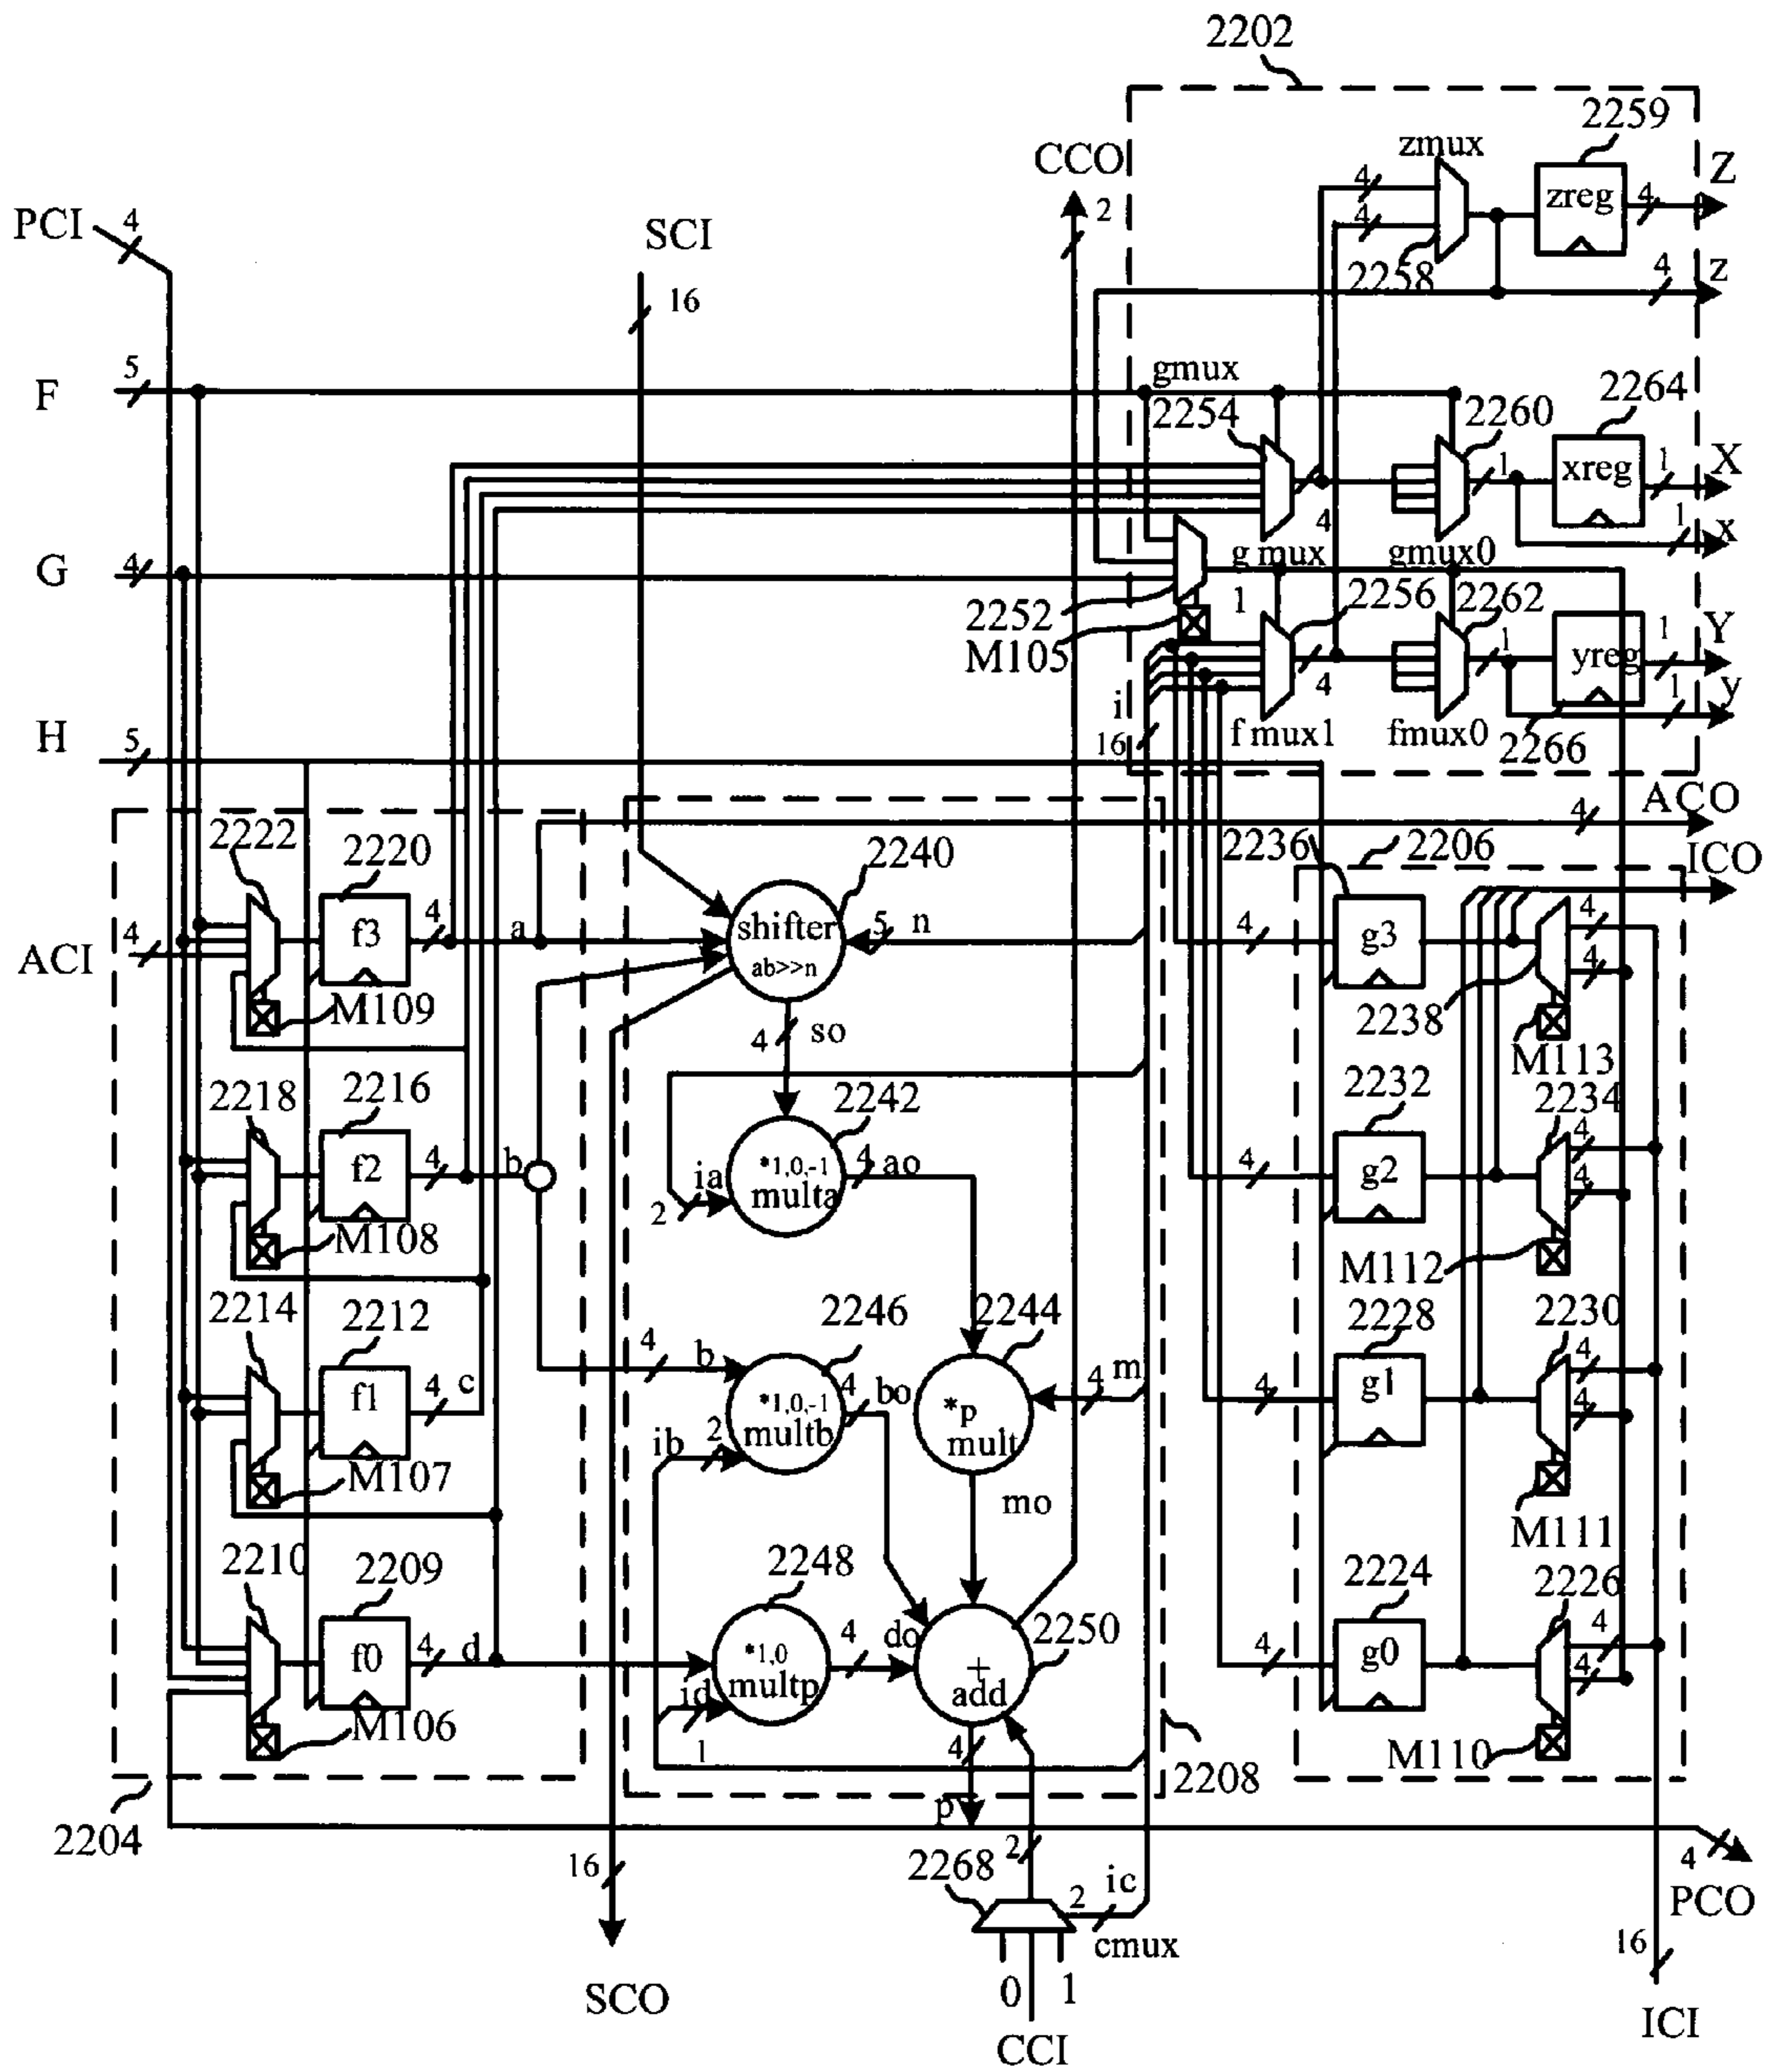 2202
2259
zmux
CCO
4
zreg
4
Z
PCI
4
2
4
SCI
2258
4
z
16
5
gmux
2264
F
2254
2260
1
xreg
1
X
4
1
x
G
4
g mux
gmux0
2252
1
2256
2262
M105
1
yreg
1
Y
4
1
y
i
H
5
16
f mux1
fmux0
2266
4
ACO
2222
2220
2240
2236
2206
ICO
4
f3
4
a
shifter
5
n
4
g3
4
ACI
ab>>n
4
M109
2238
4
so
M113
2218
2216
2242
2232
2234
4
f2
4
b
*1,0,-1
4
ao
4
g2
4
ia
multa
2
M108
M112
2214
2212
2246
2244
2228
2230
4
b
4
m
4
f1
4
c
*1,0,-1
4
bo
*p
4
g1
4
ib
2
multb
mult
M107
mo
M111
2210
2209
2248
2224
2226
4
do
2250
4
f0
4
d
*1,0
+
4
g0
4
id
multp
add
M106
1
4
M110
2208
p
2204
16
2268
2
4
2
ic
PCO
cmux
16
SCO
0
1
ICI
CCI